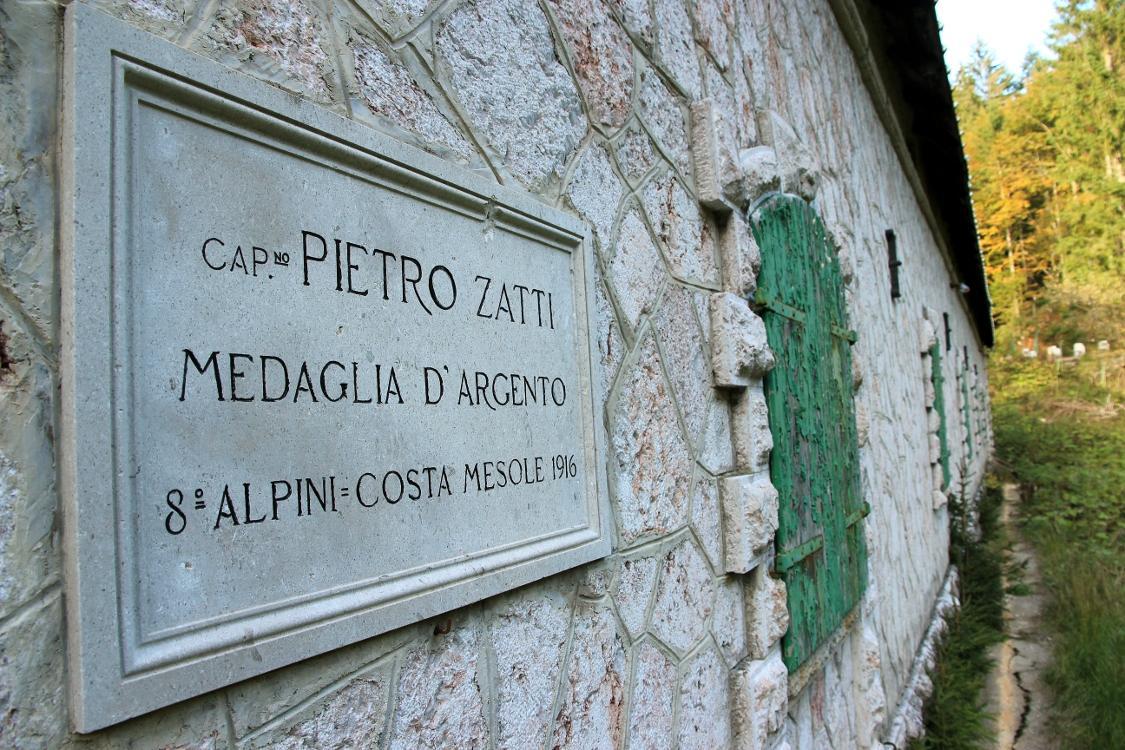 CAP.NO PIETRO ZATTI
MEDAGLIA D'ARGENTO
8º ALPINI=COSTA MESOLE 1916